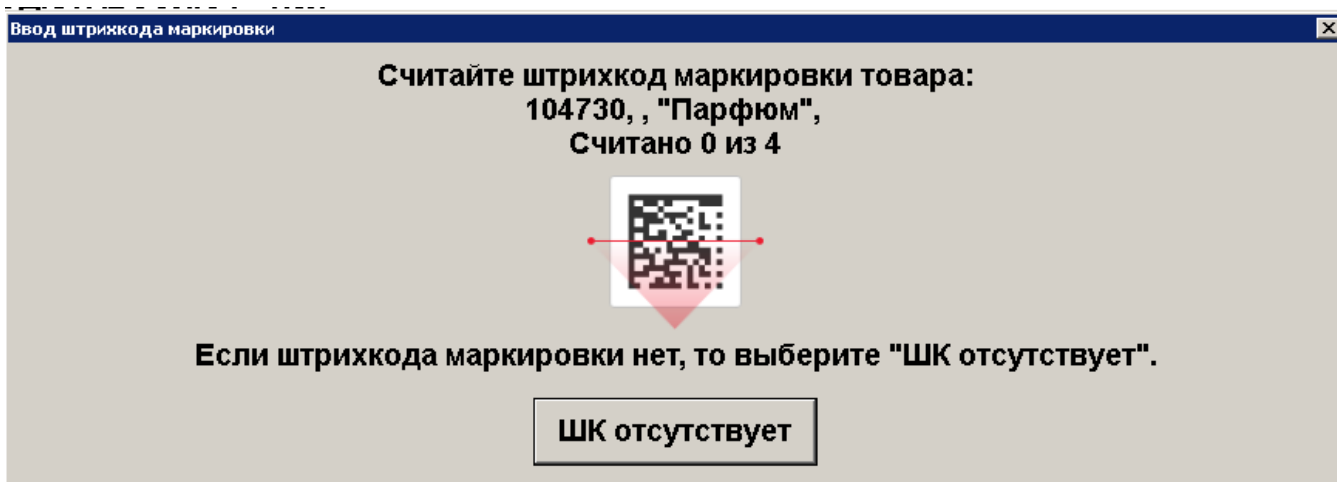 Ввод штрихкода маркировки
Считайте штрихкод маркировки товара:
104730, , "Парфюм",
Считано 0 из 4
Если штрихкода маркировки нет, то выберите "ШК отсутствует".
ШК отсутствует